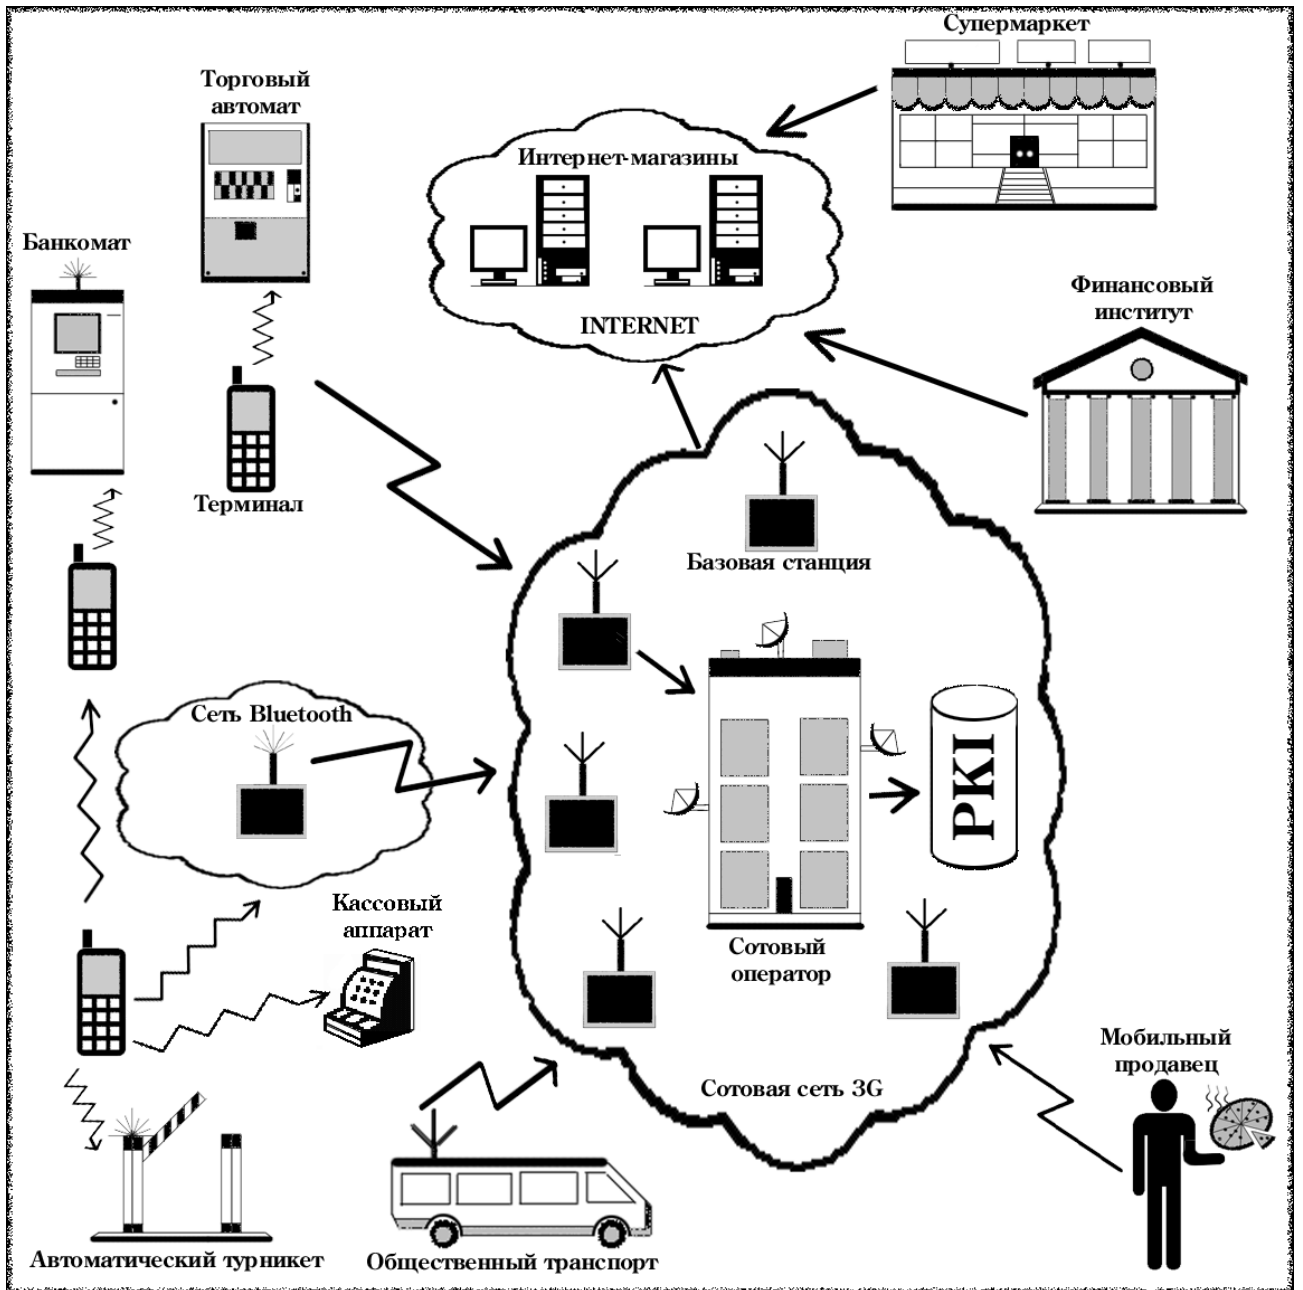 Супермаркет
Торговый
автомат
Интернет-магазины
Банкомат
Финансовый
институт
INTERNET
Терминал
Базовая станция
Сеть Bluetooth
PKI
Кассовый
аппарат
Сотовый
оператор
Мобильный
продавец
Сотовая сеть 3G
Автоматический турникет
Общественный транспорт